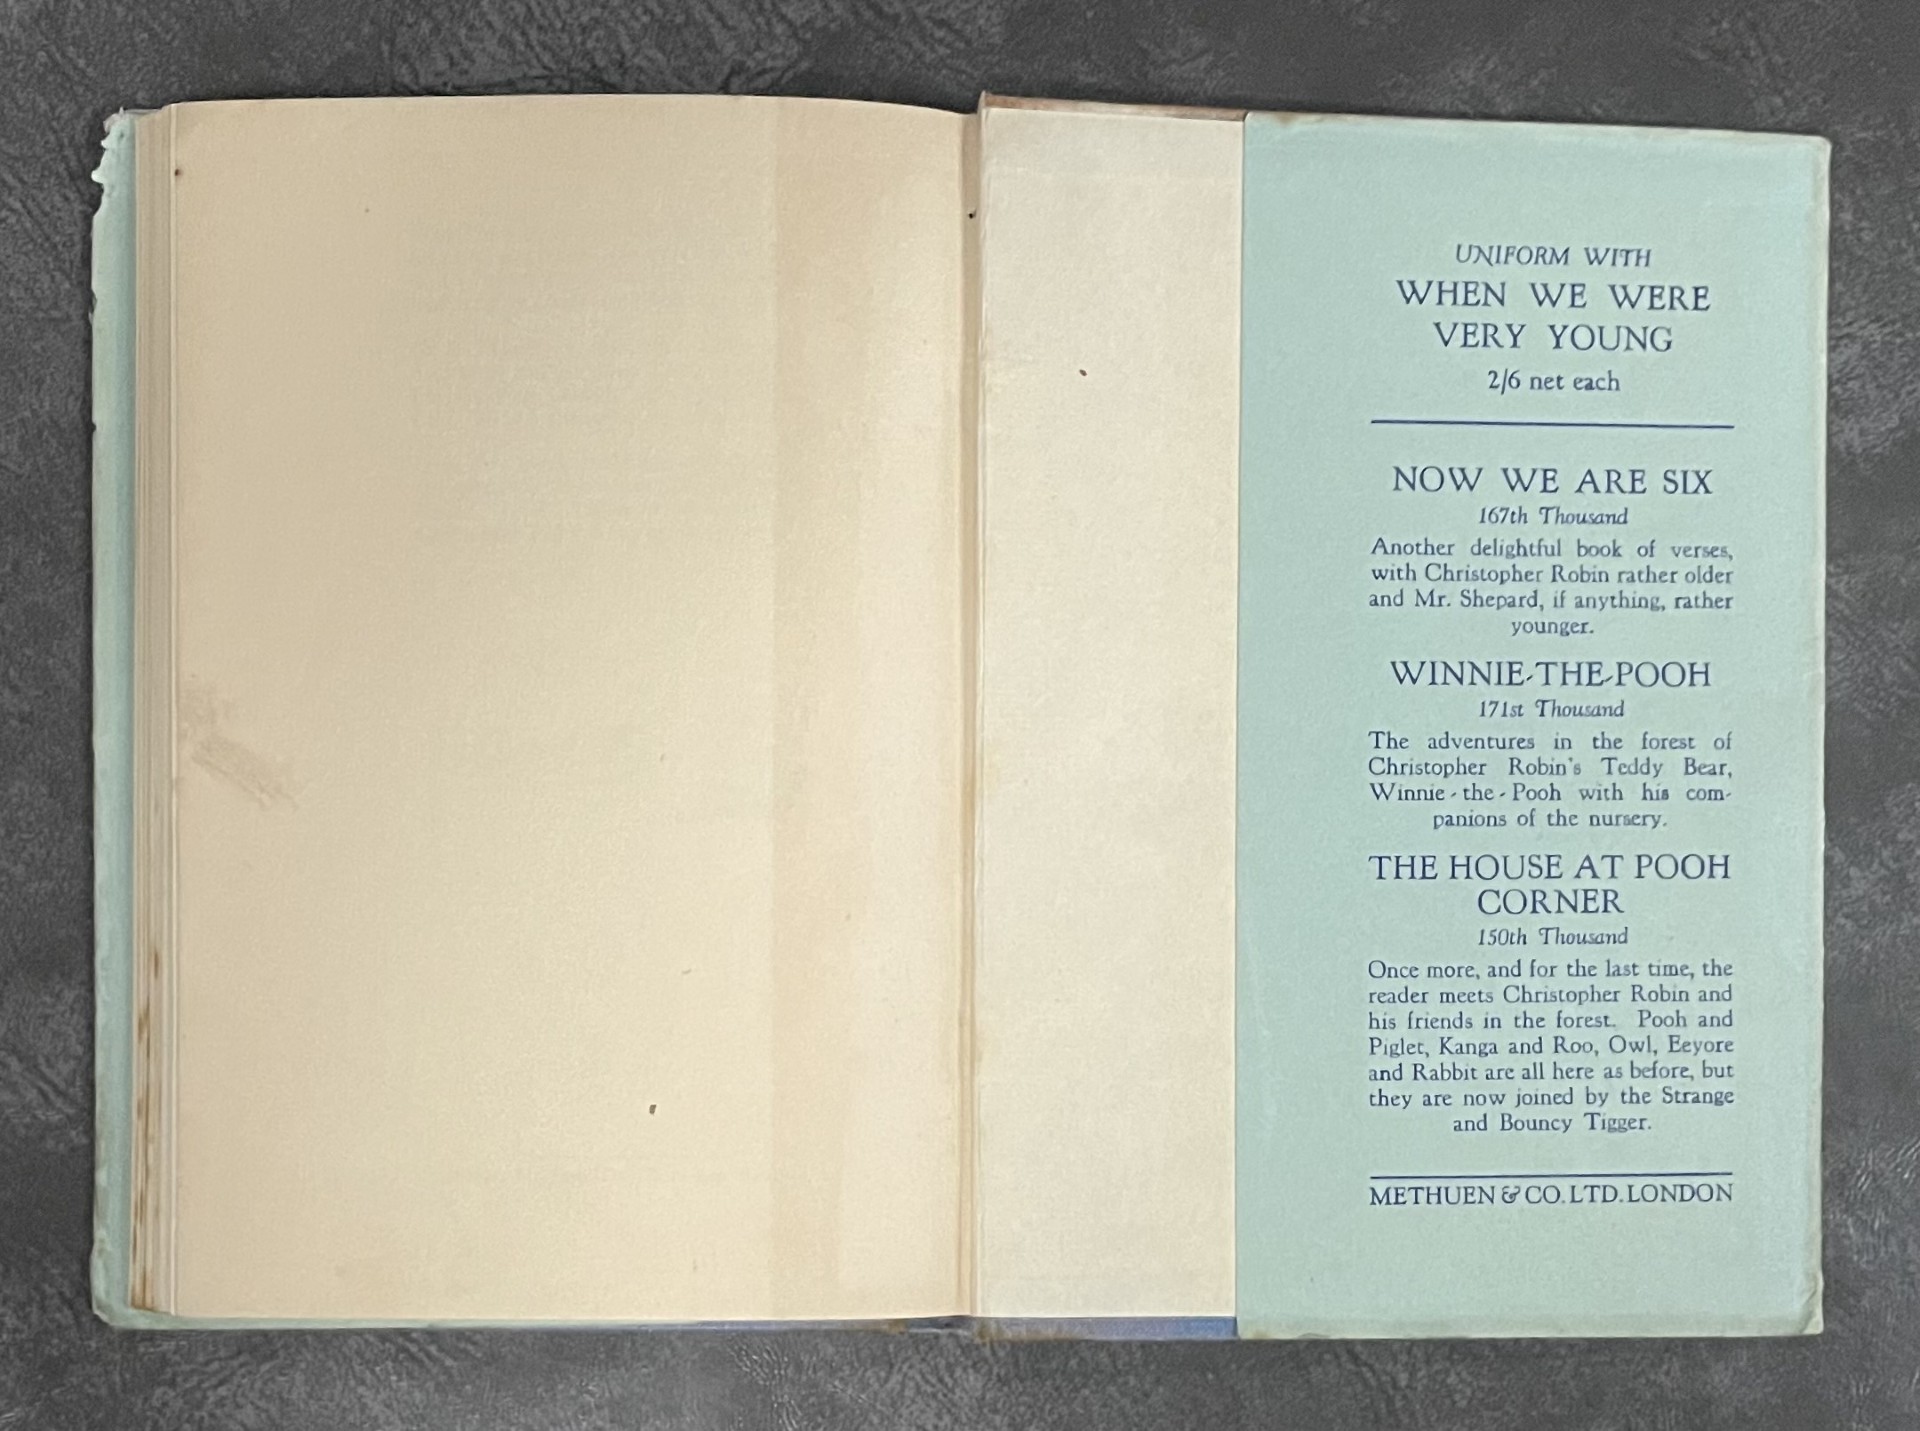 UNIFORM WITH
WHEN WE WERE
VERY YOUNG
2/6 net each
NOW WE ARE SIX
167th Thousand
Another delightful book of verses,
with Christopher Robin rather older
and Mr. Shepard, if anything, rather
younger.
WINNIE-THE-POOH
171st Thousand
The adventures in the forest of
Christopher Robin's Teddy Bear,
Winnie-the-Pooh with his com-
panions of the nursery.
THE HOUSE AT POOH
CORNER
150th Thousand
Once more, and for the last time, the
reader meets Christopher Robin and
his friends in the forest. Pooh and
Piglet, Kanga and Roo, Owl, Eeyore
and Rabbit are all here as before, but
they are now joined by the Strange
and Bouncy Tigger.
METHUEN & CO. LTD. LONDON